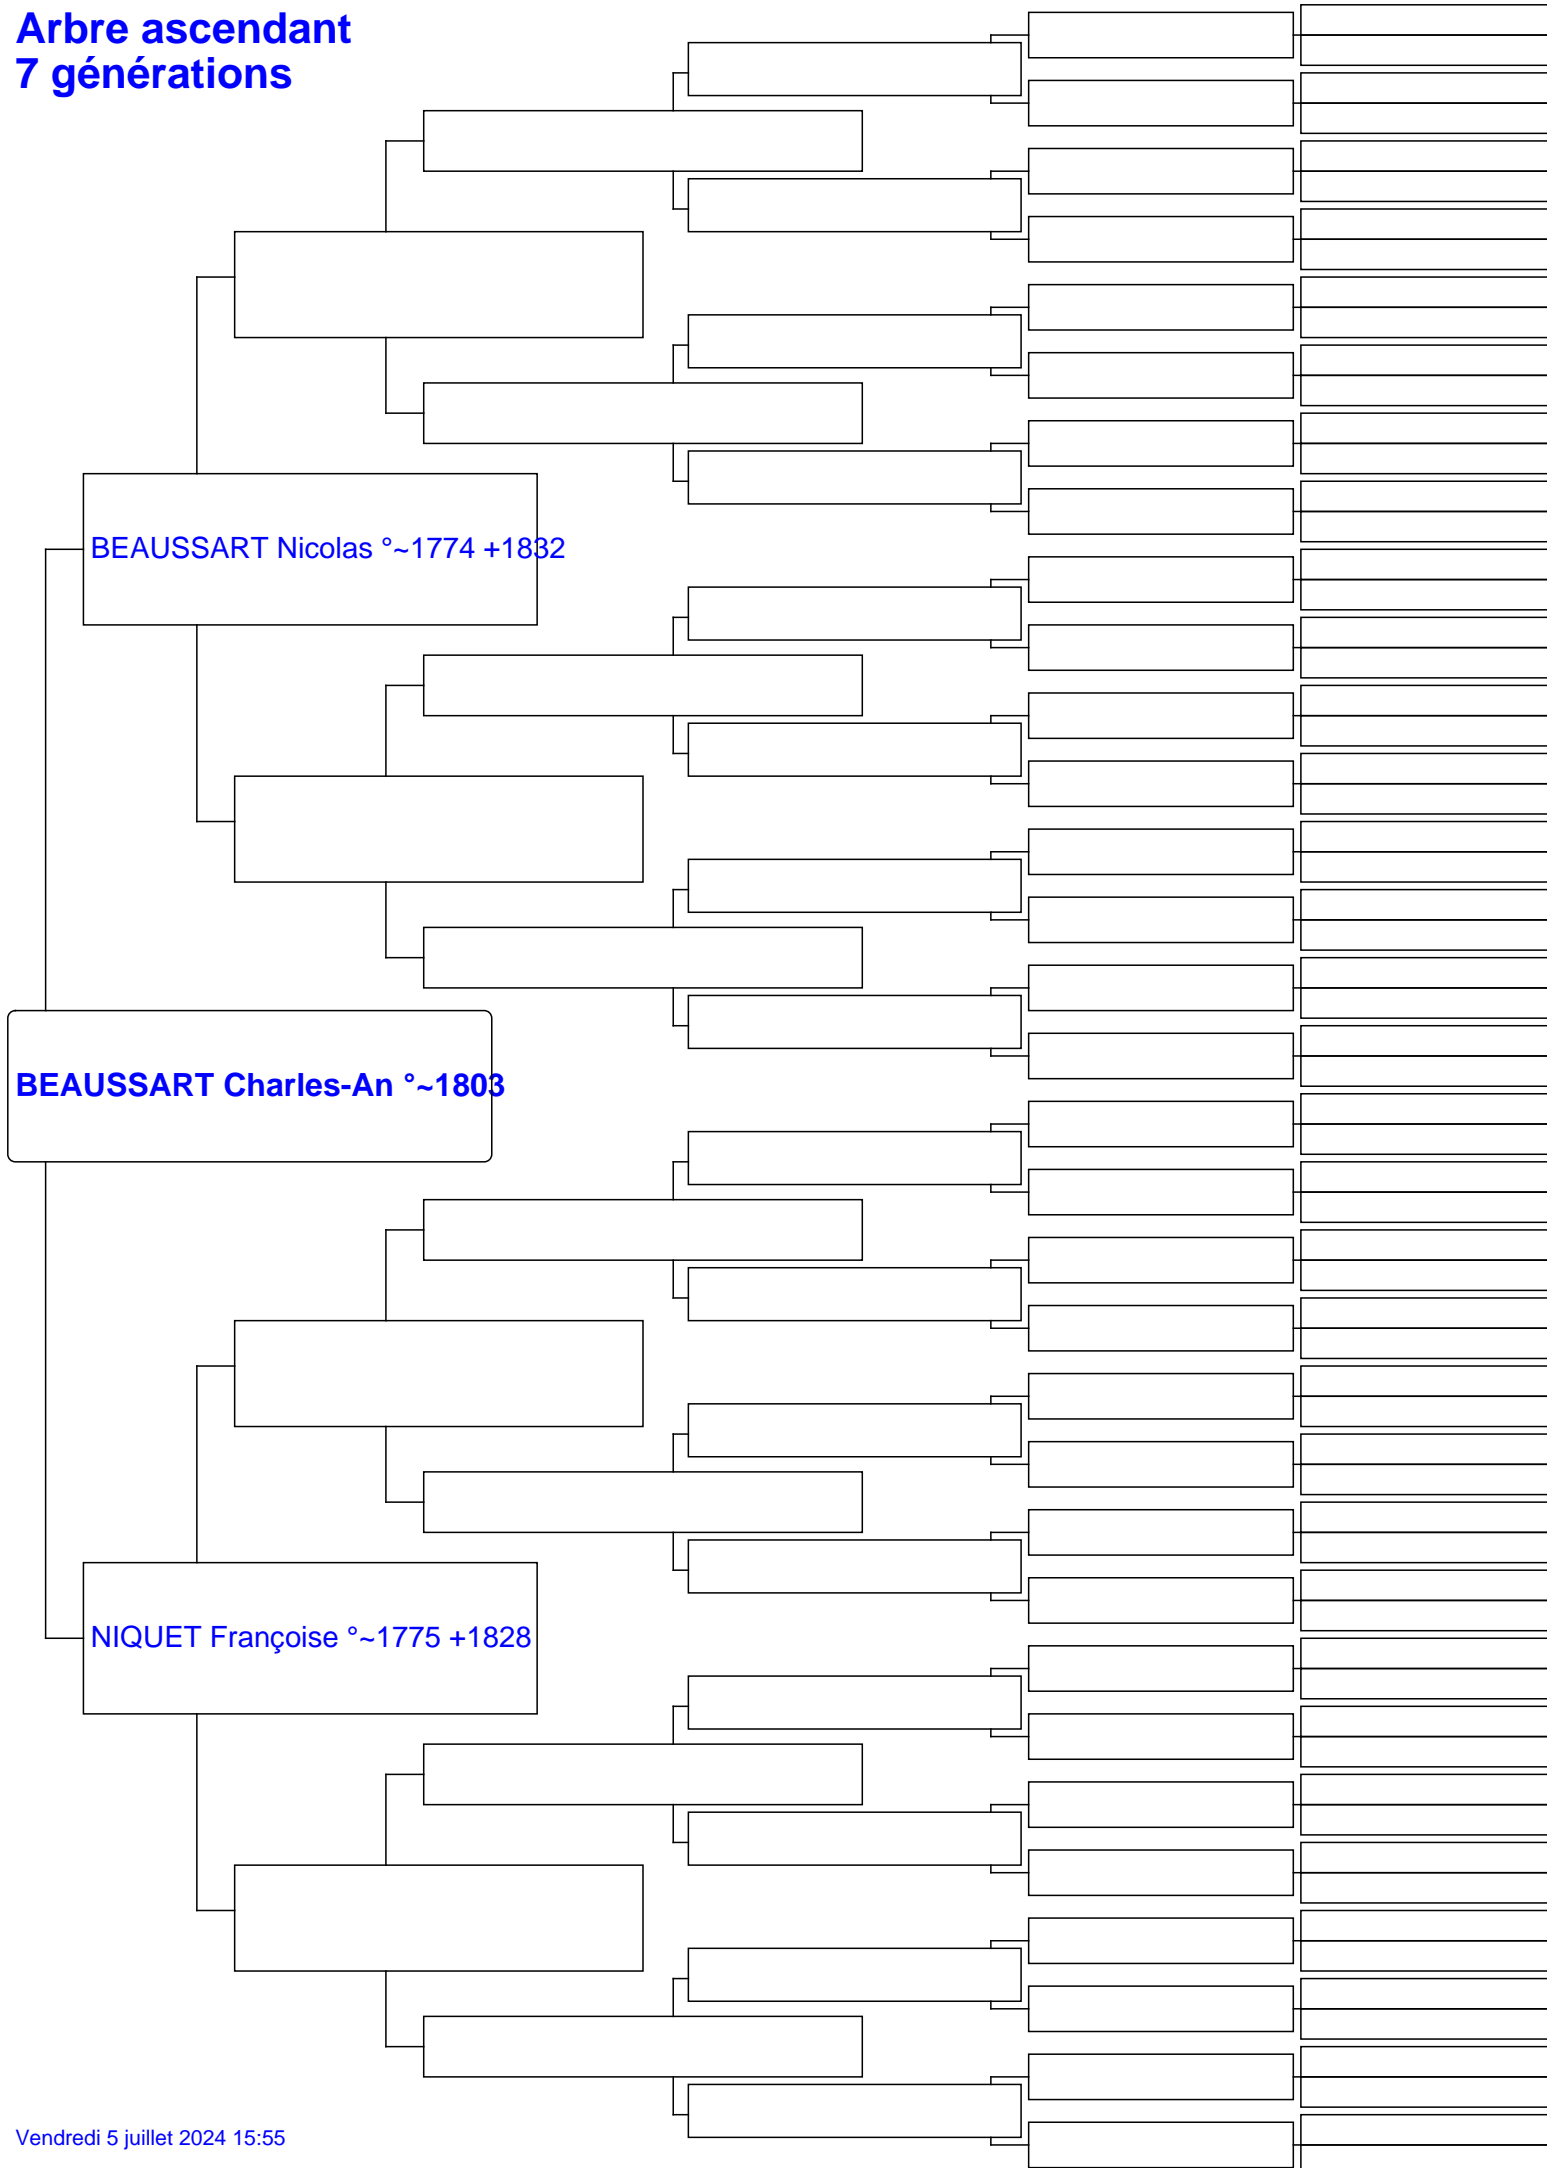 Arbre ascendant
7 générations
BEAUSSART Nicolas °~1774 +1832
BEAUSSART Charles-An °~1803
NIQUET Françoise °~1775 +1828
Vendredi 5 juillet 2024 15:55